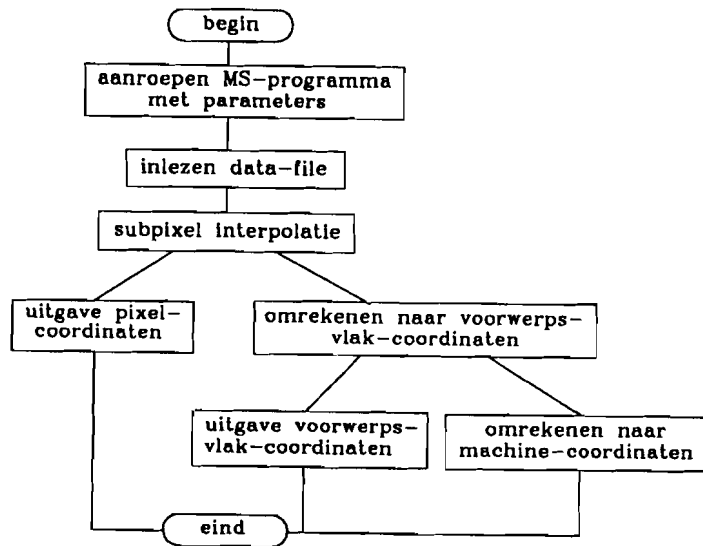 begin
aanroepen MS-programma
met parameters
inlezen data-file
subpixel interpolatie
uitgave pixel-
coordinaten
omrekenen naar voorwerps-
vlak-coordinaten
uitgave voorwerps-
vlak-coordinaten
omrekenen naar
machine-coordinaten
eind